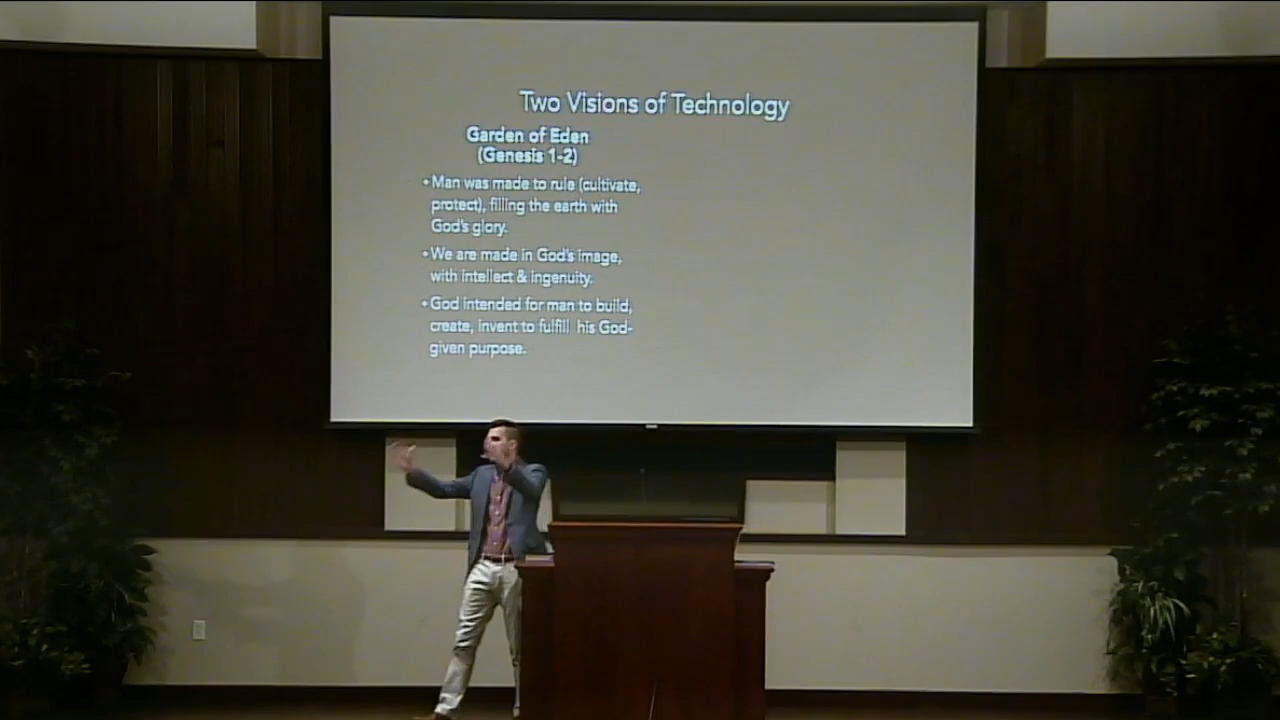 Two Visions of Technology
Garden of Eden
(Genesis 1-2)
• Man was made to rule (cultivate,
protect), filling the earth with
God's glory.
• We are made in God's image,
with intellect & ingenuity.
• God intended for man to build,
create, invent to fulfill his God-
given purpose.